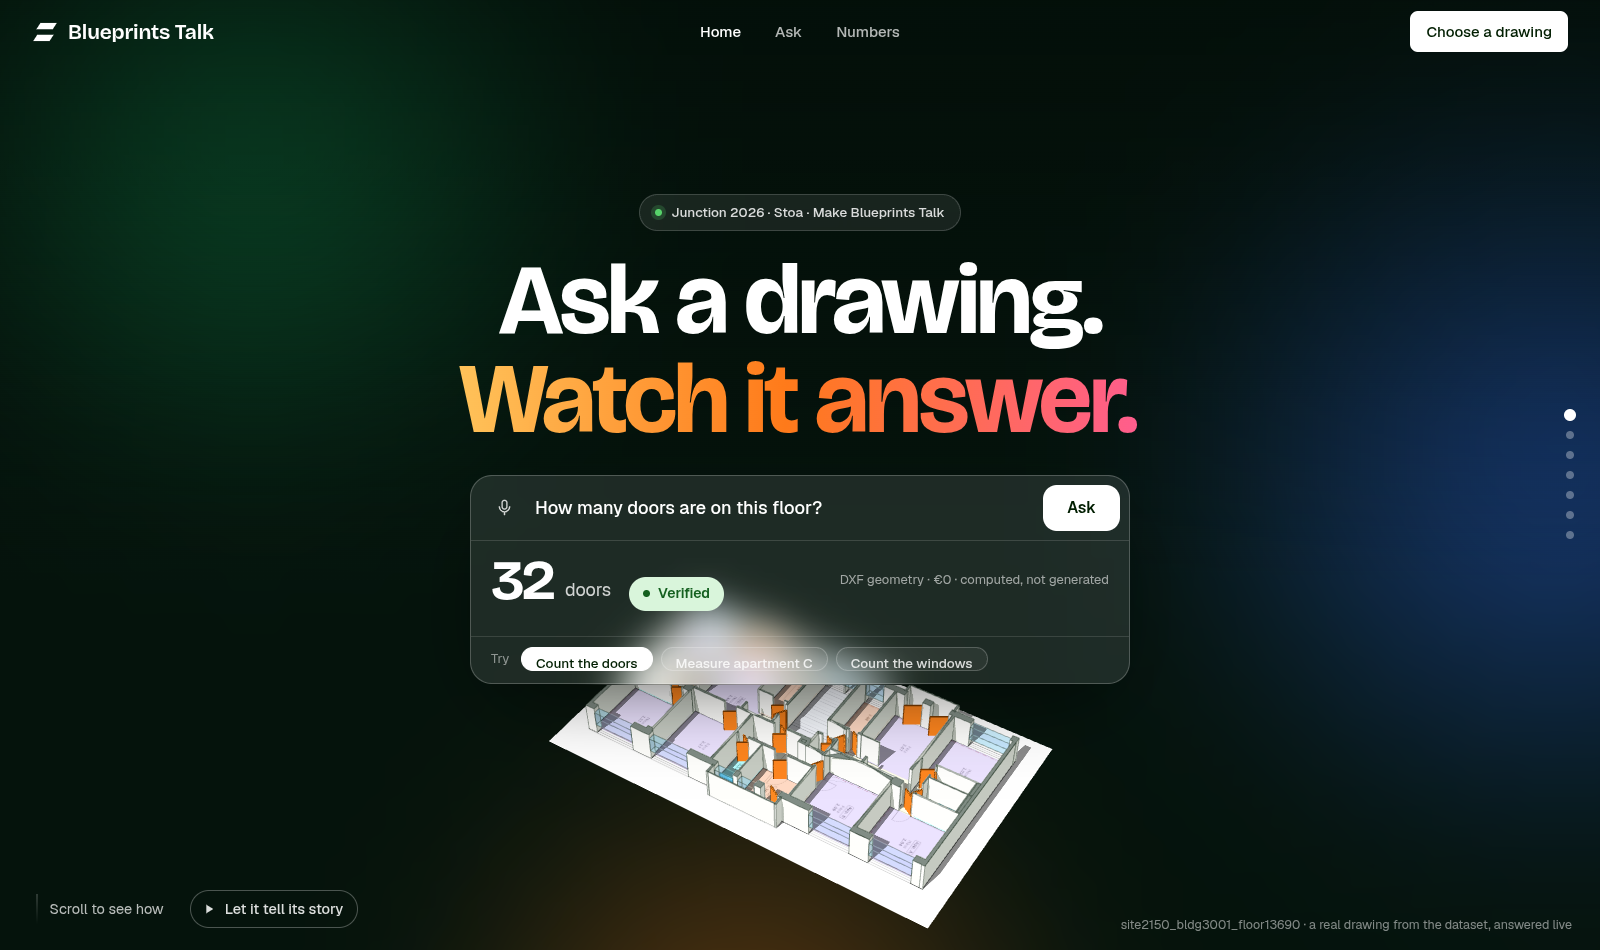 Blueprints Talk
Home
Ask
Numbers
Choose a drawing
Junction 2026 · Stoa · Make Blueprints Talk
Ask a drawing.
Watch it answer.
How many doors are on this floor?
Ask
32 doors
Verified
DXF geometry · €0 · computed, not generated
Try
Count the doors
Measure apartment C
Count the windows
Scroll to see how
Let it tell its story
site2150_bldg3001_floor13690 · a real drawing from the dataset, answered live